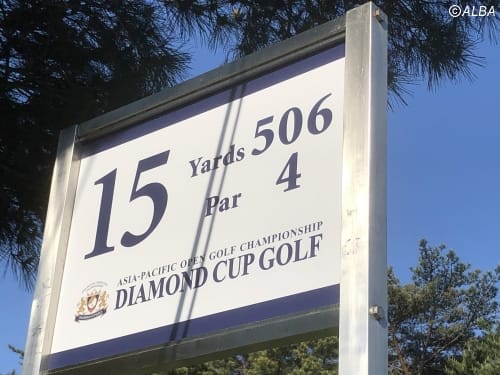 ©ALBA
15
Yards 506
Par 4
ASIA-PACIFIC OPEN GOLF CHAMPIONSHIP
DIAMOND CUP GOLF